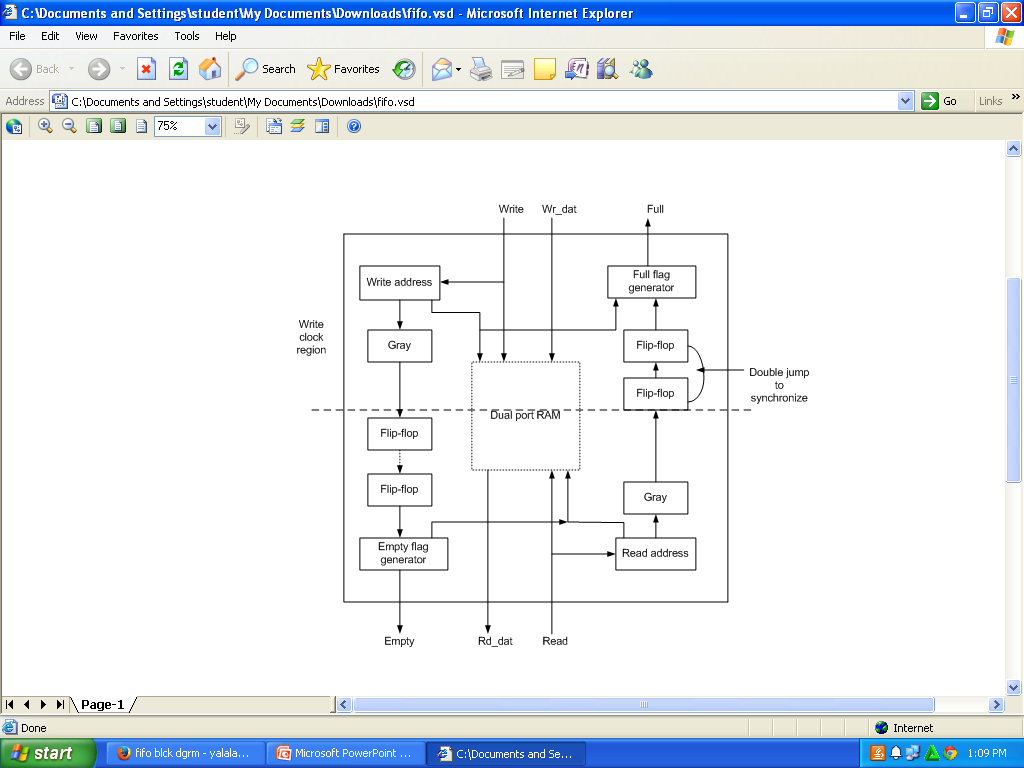 C:\Documents and Settings\student\My Documents\Downloads\fifo.vsd - Microsoft Internet Explorer
File Edit View Favorites Tools Help
Back Search Favorites
Address C:\Documents and Settings\student\My Documents\Downloads\fifo.vsd Go Links »
75%
Write Wr_dat Full
Write address
Full flag
generator
Write
clock
region
Gray
Flip-flop
Flip-flop
Double jump
to
synchronize
Dual port RAM
Flip-flop
Flip-flop
Gray
Empty flag
generator
Read address
Empty Rd_dat Read
Page-1
Done Internet
start fifo blck dgrm - yalala... Microsoft PowerPoint ... C:\Documents and Se... 1:09 PM